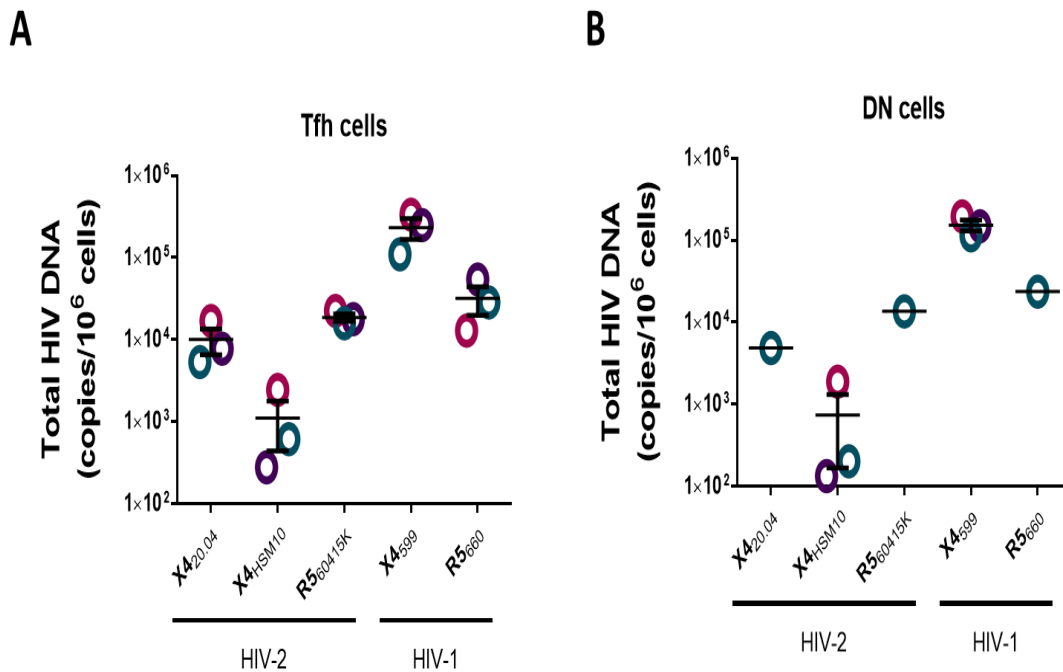 A
B
Tfh cells
DN cells
Total HIV DNA
(copies/10⁶ cells)
1×10⁶
1×10⁵
1×10⁴
1×10³
1×10²
X4₂₀.₀₄
X4HSM10
R5₆₀₄₁₅K
X4₅₉₉
R5₆₆₀
HIV-2
HIV-1
Total HIV DNA
(copies/10⁶ cells)
1×10⁶
1×10⁵
1×10⁴
1×10³
1×10²
X4₂₀.₀₄
X4HSM10
R5₆₀₄₁₅K
X4₅₉₉
R5₆₆₀
HIV-2
HIV-1